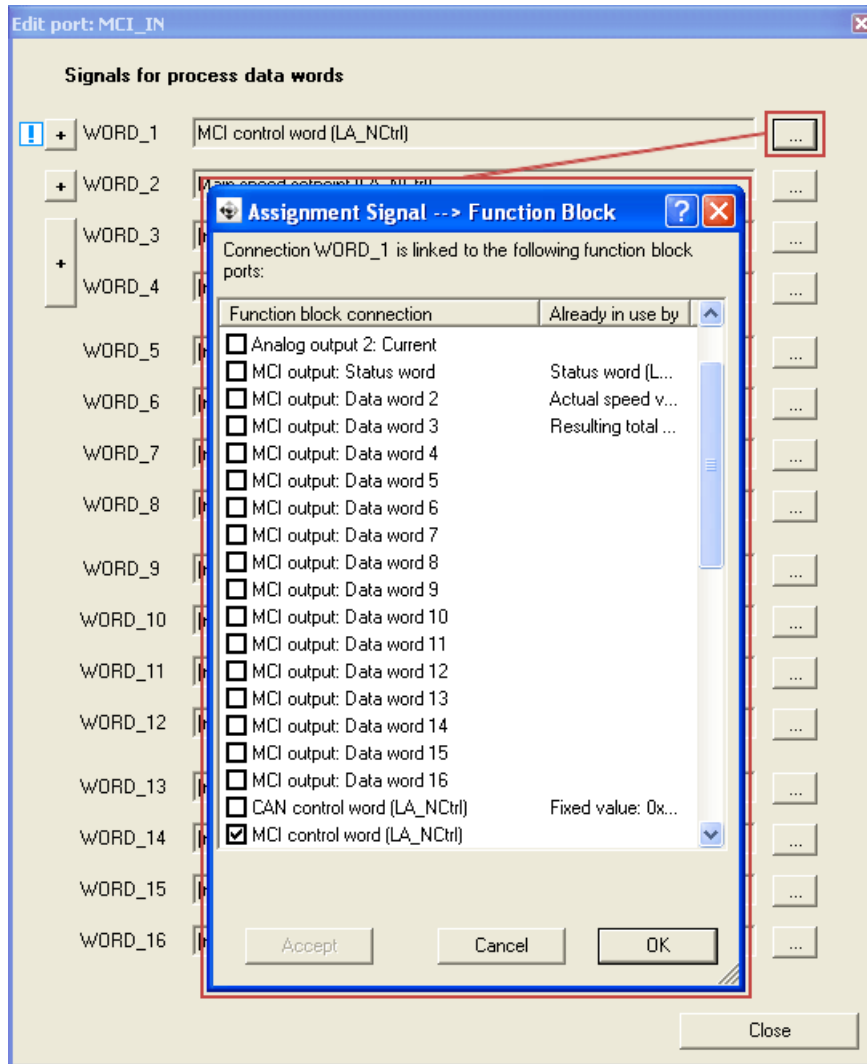 Edit port: MCI_IN
Signals for process data words
! + WORD_1 MCI control word (LA_NCtrl) ...
+ WORD_2 Main speed setpoint (LA_NCtrl) ...
WORD_3 ...
+
WORD_4 ...
WORD_5 ...
WORD_6 ...
WORD_7 ...
WORD_8 ...
WORD_9 ...
WORD_10 ...
WORD_11 ...
WORD_12 ...
WORD_13 ...
WORD_14 ...
WORD_15 ...
WORD_16 ...
Close
Assignment Signal --> Function Block ?
Connection WORD_1 is linked to the following function block
ports:
Function block connection Already in use by
Analog output 2: Current
MCI output: Status word Status word (L...
MCI output: Data word 2 Actual speed v...
MCI output: Data word 3 Resulting total ...
MCI output: Data word 4
MCI output: Data word 5
MCI output: Data word 6
MCI output: Data word 7
MCI output: Data word 8
MCI output: Data word 9
MCI output: Data word 10
MCI output: Data word 11
MCI output: Data word 12
MCI output: Data word 13
MCI output: Data word 14
MCI output: Data word 15
MCI output: Data word 16
CAN control word (LA_NCtrl) Fixed value: 0x...
MCI control word (LA_NCtrl)
Accept Cancel OK